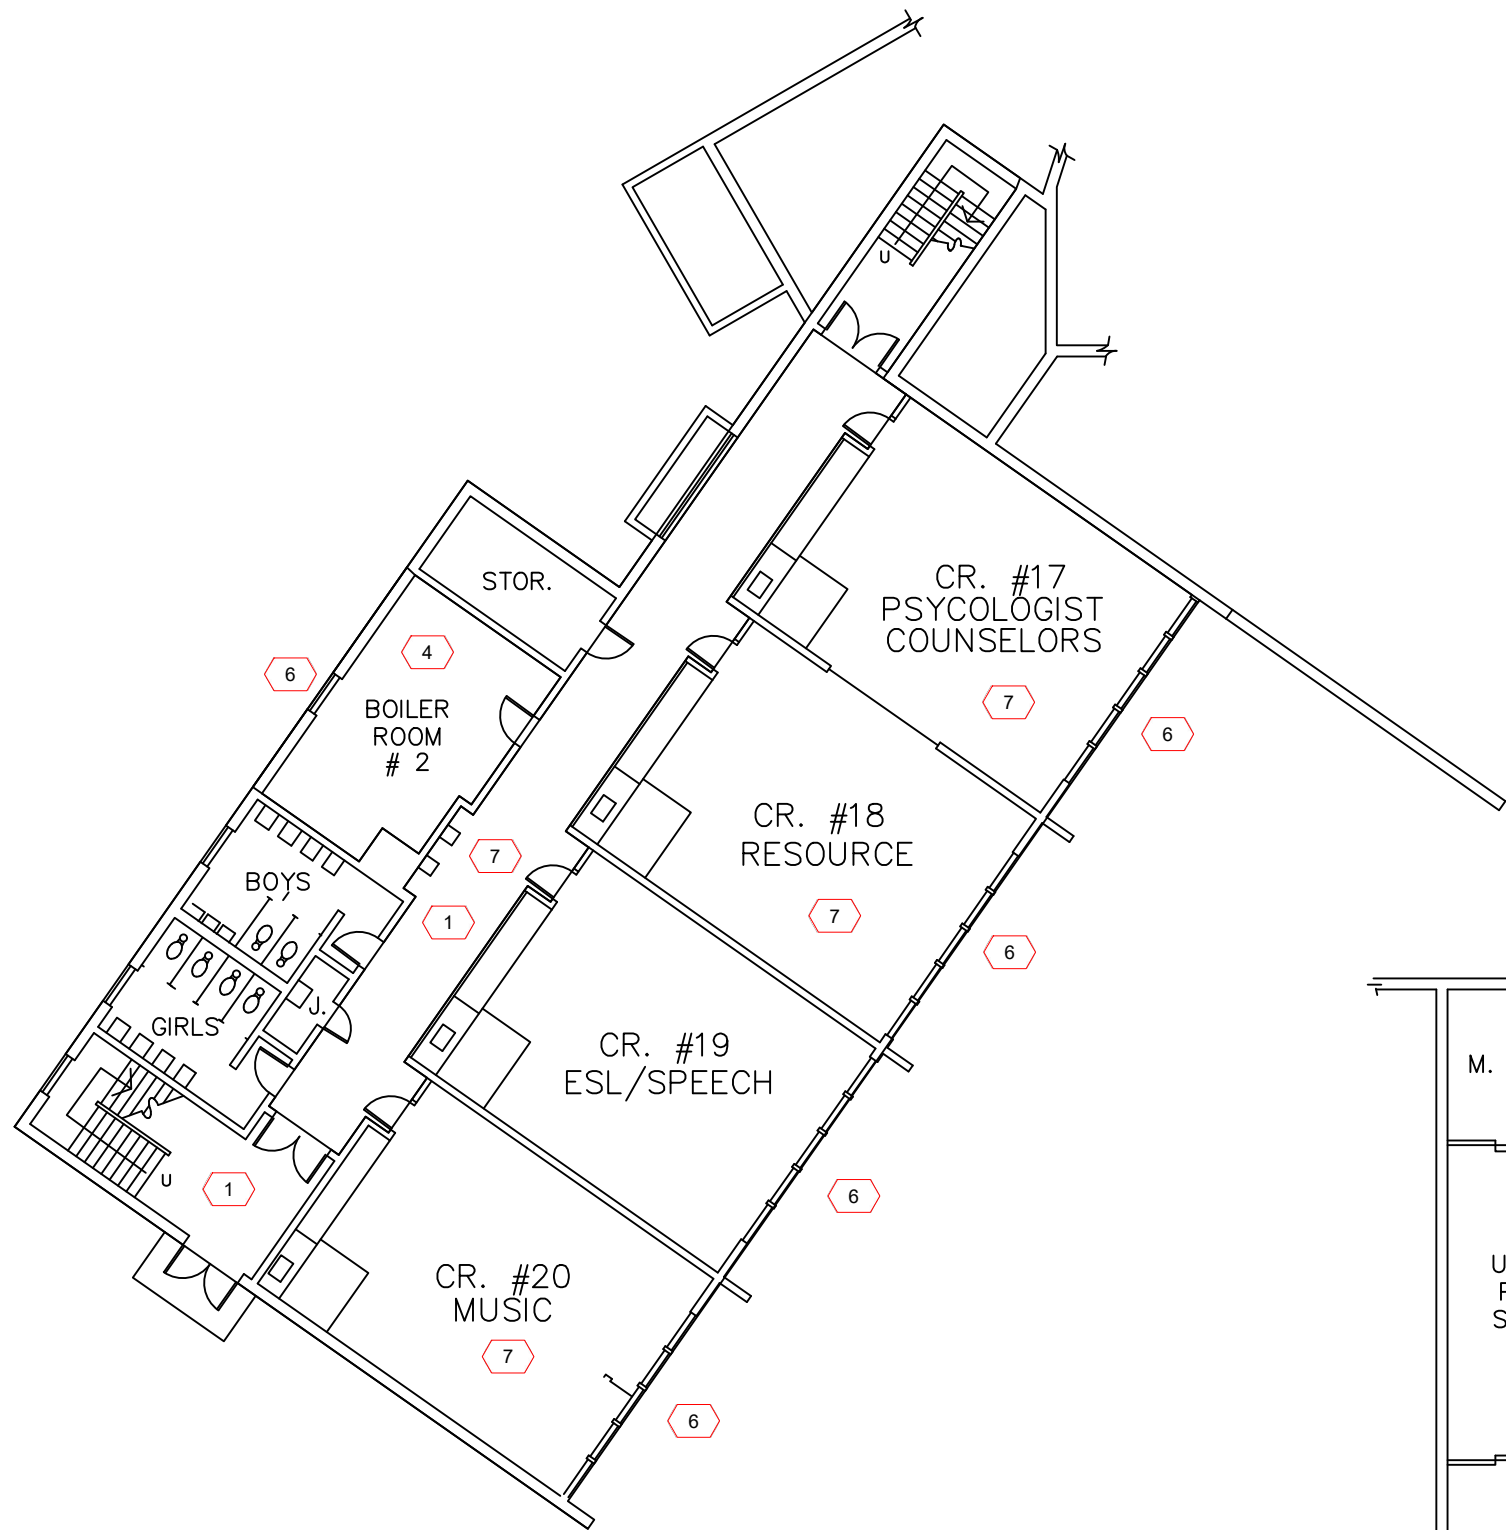 U
CR. #17
PSYCOLOGIST
COUNSELORS
STOR.
4
6
7
BOILER
ROOM
# 2
6
CR. #18
RESOURCE
7
BOYS
7
1
6
J.
GIRLS
CR. #19
ESL/SPEECH
M.
U
1
6
CR. #20
MUSIC
7
6
U
S